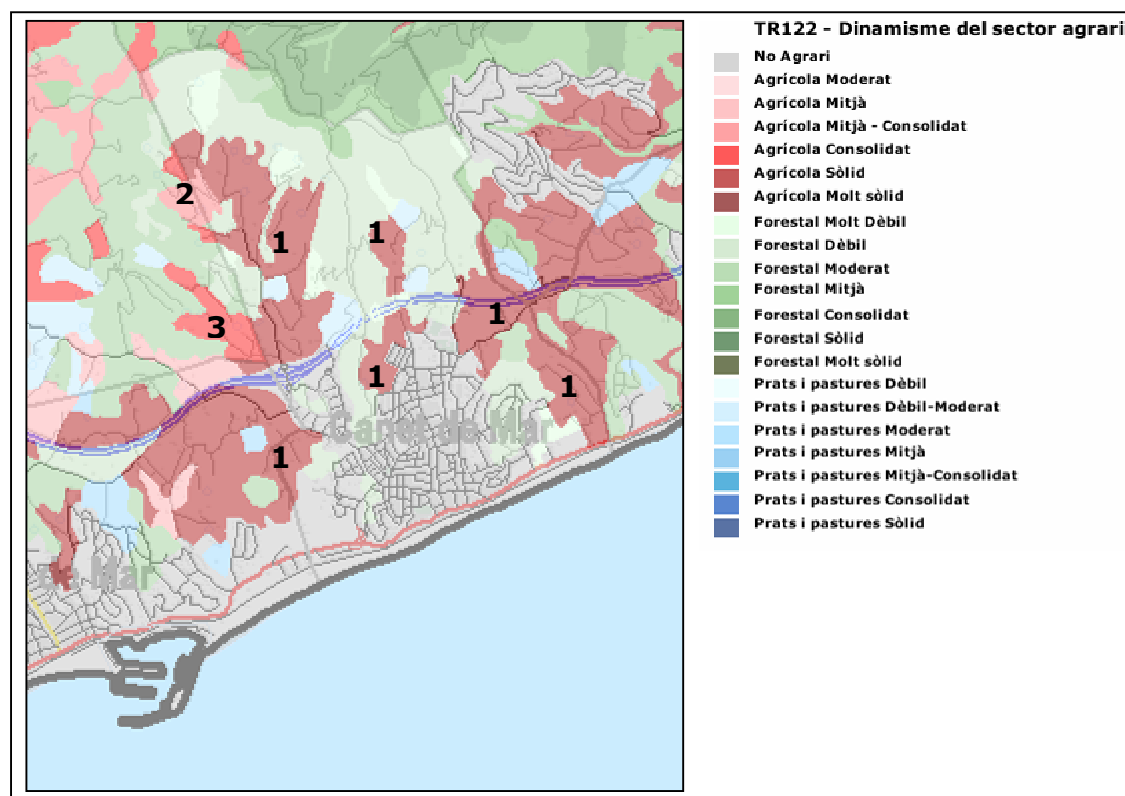 TR122 - Dinamisme del sector agrari
No Agrari
Agrícola Moderat
Agrícola Mitjà
Agrícola Mitjà - Consolidat
Agrícola Consolidat
Agrícola Sòlid
Agrícola Molt sòlid
Forestal Molt Dèbil
Forestal Dèbil
Forestal Moderat
Forestal Mitjà
Forestal Consolidat
Forestal Sòlid
Forestal Molt sòlid
Prats i pastures Dèbil
Prats i pastures Dèbil-Moderat
Prats i pastures Moderat
Prats i pastures Mitjà
Prats i pastures Mitjà-Consolidat
Prats i pastures Consolidat
Prats i pastures Sòlid
2
1
1
3
1
1
1
Canet de Mar
1
de Mar